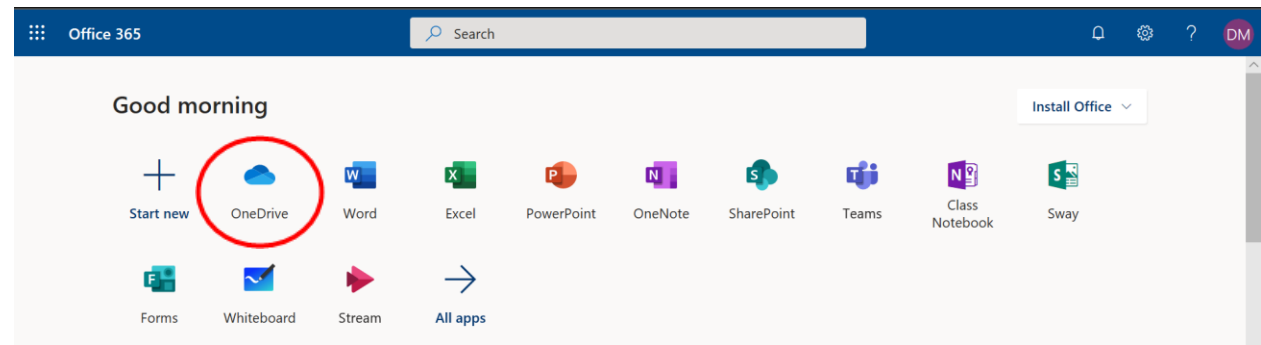 Office 365
Search
DM
Good morning
Install Office
Start new
OneDrive
Word
Excel
PowerPoint
OneNote
SharePoint
Teams
Class
Notebook
Sway
Forms
Whiteboard
Stream
All apps